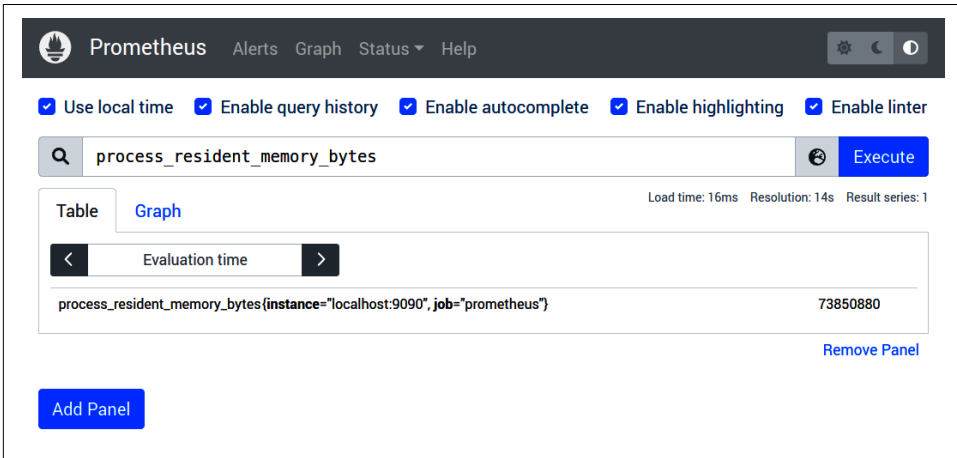 Prometheus Alerts Graph Status Help
Use local time Enable query history Enable autocomplete Enable highlighting Enable linter
process_resident_memory_bytes Execute
Load time: 16ms Resolution: 14s Result series: 1
Table Graph
Evaluation time
process_resident_memory_bytes{instance="localhost:9090", job="prometheus"} 73850880
Remove Panel
Add Panel